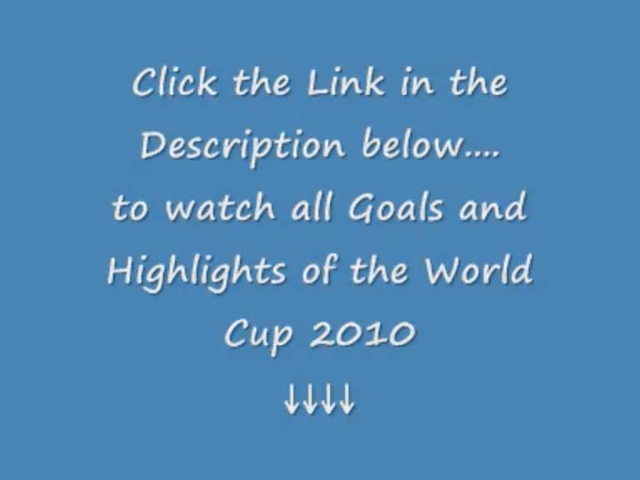 Click the Link in the
Description below....
to watch all Goals and
Highlights of the World
Cup 2010
↓↓↓↓